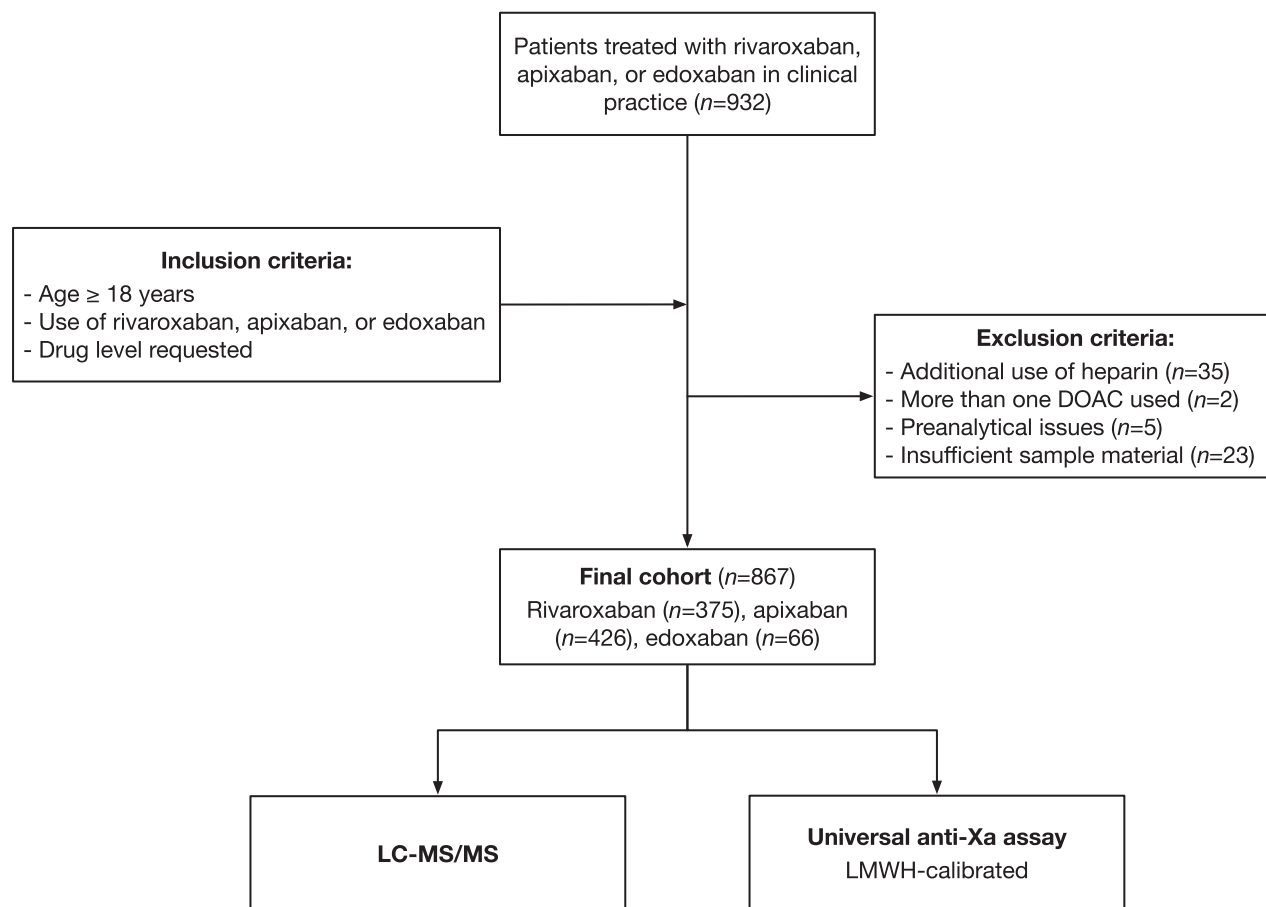 Patients treated with rivaroxaban,
apixaban, or edoxaban in clinical
practice (n=932)
Inclusion criteria:
- Age ≥ 18 years
- Use of rivaroxaban, apixaban, or edoxaban
- Drug level requested
Exclusion criteria:
- Additional use of heparin (n=35)
- More than one DOAC used (n=2)
- Preanalytical issues (n=5)
- Insufficient sample material (n=23)
Final cohort (n=867)
Rivaroxaban (n=375), apixaban
(n=426), edoxaban (n=66)
LC-MS/MS
Universal anti-Xa assay
LMWH-calibrated